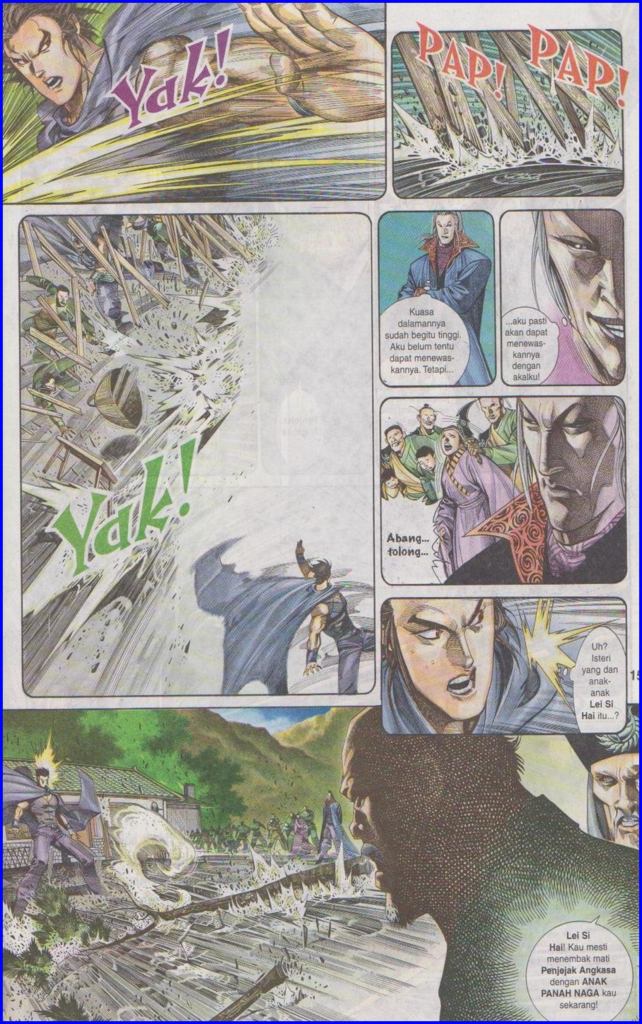 Yak!
PAP! PAP!
Yak!
Kuasa
dalamannya
sudah begitu tinggi.
Aku belum tentu
dapat menewas-
kannya. Tetapi...
...aku pasti
akan dapat
menewas-
kannya
dengan
akalku!
Abang...
tolong...
Uh?
Isteri
yang dan
anak-
anak
Lei Si
Hai itu...?
15
Lei Si
Hai! Kau mesti
menembak mati
Penjejak Angkasa
dengan ANAK
PANAH NAGA kau
sekarang!